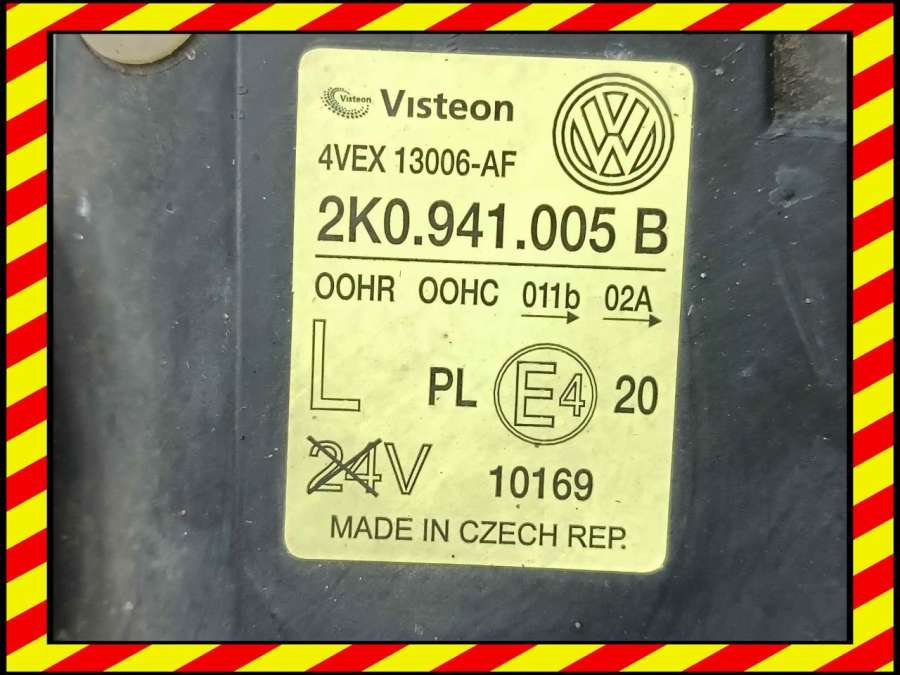 Visteon Visteon
4VEX 13006-AF
2K0.941.005 B
OOHR OOHC 011b 02A
L PL E4 20
24V 10169
MADE IN CZECH REP.